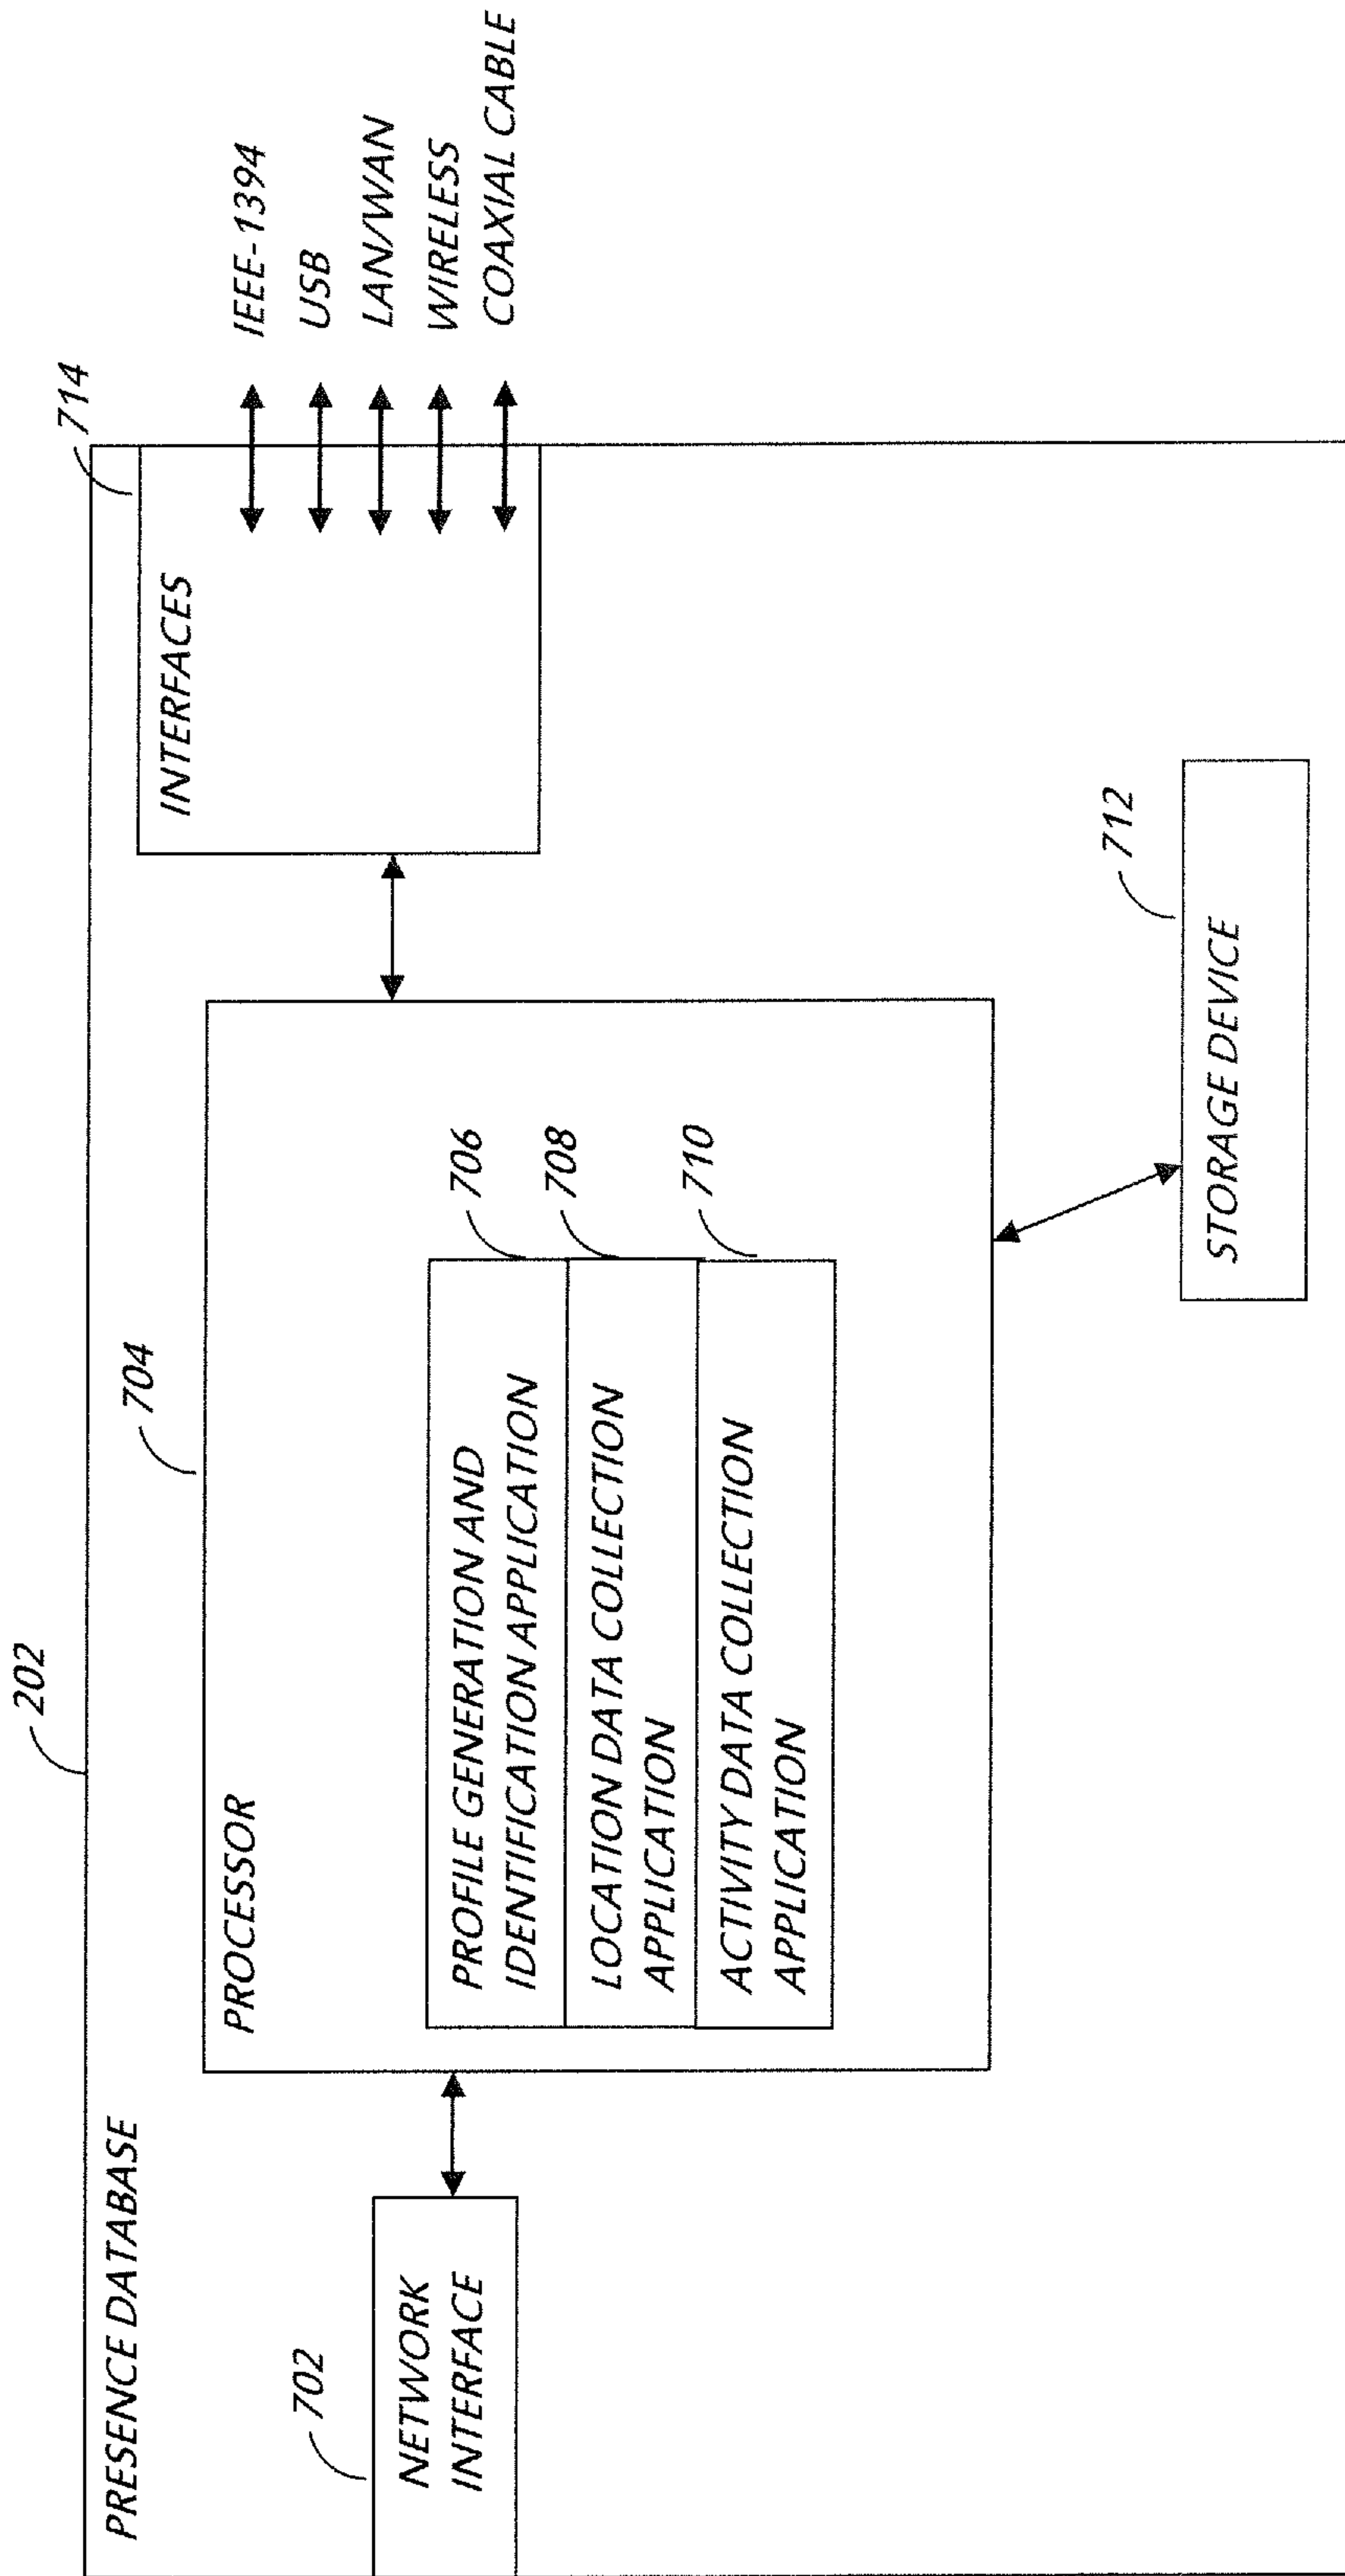 202
PRESENCE DATABASE
704
714
PROCESSOR
INTERFACES
IEEE-1394
USB
LAN/WAN
WIRELESS
COAXIAL CABLE
702
NETWORK
INTERFACE
PROFILE GENERATION AND
IDENTIFICATION APPLICATION
706
LOCATION DATA COLLECTION
APPLICATION
708
ACTIVITY DATA COLLECTION
APPLICATION
710
712
STORAGE DEVICE